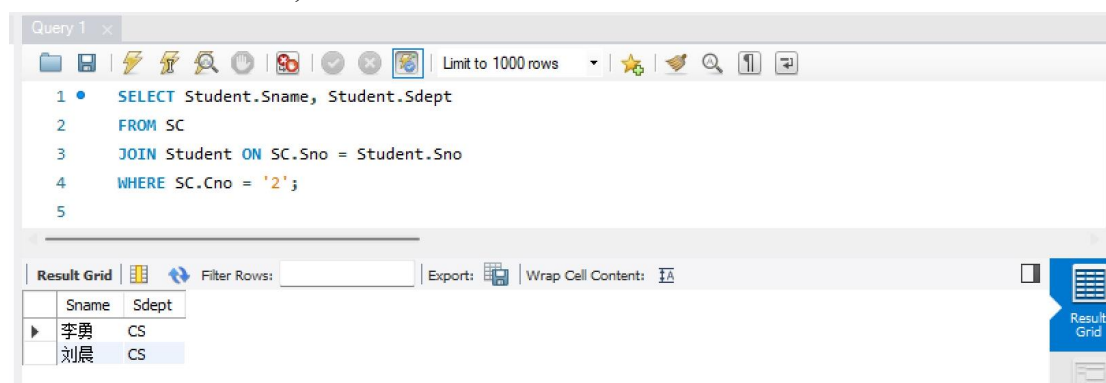 Query 1
Limit to 1000 rows
1 SELECT Student.Sname, Student.Sdept
2 FROM SC
3 JOIN Student ON SC.Sno = Student.Sno
4 WHERE SC.Cno = '2';
5
Result Grid Filter Rows: Export: Wrap Cell Content: IA
Sname Sdept
李勇 CS
刘晨 CS
Result
Grid